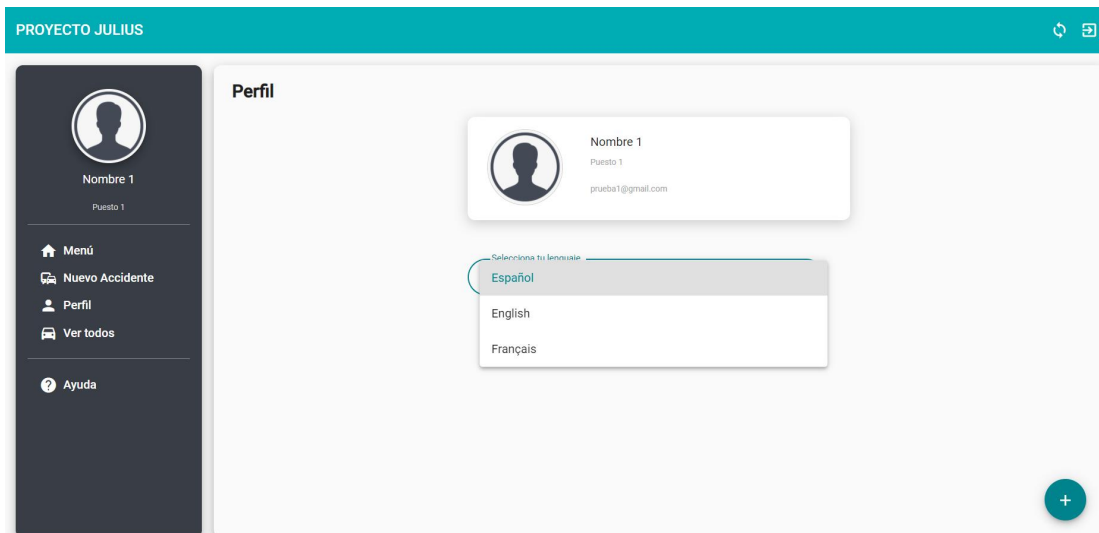 PROYECTO JULIUS
Nombre 1
Puesto 1
Menú
Nuevo Accidente
Perfil
Ver todos
Ayuda
Perfil
Nombre 1
Puesto 1
prueba1@gmail.com
Selecciona tu lenguaje
Español
English
Français